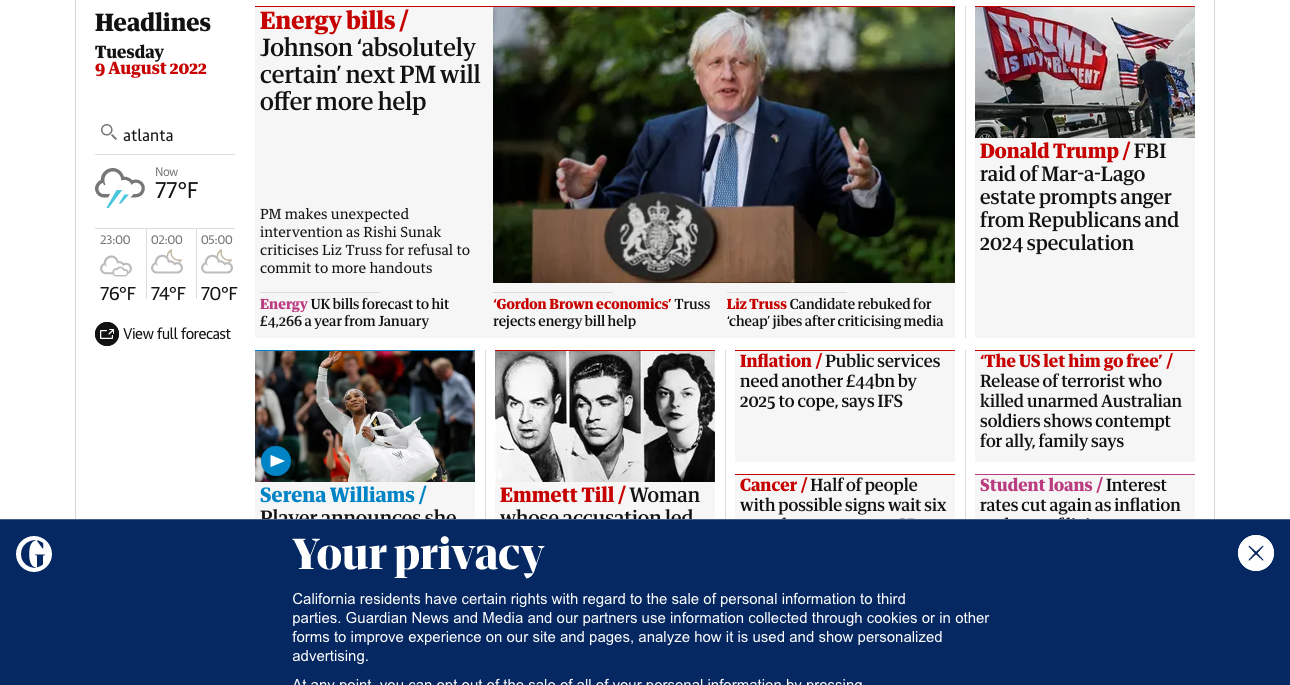 Headlines
Tuesday
9 August 2022
atlanta
Now
77°F
23:00
76°F
02:00
74°F
05:00
70°F
View full forecast
Energy bills /
Johnson ‘absolutely
certain’ next PM will
offer more help
PM makes unexpected
intervention as Rishi Sunak
criticises Liz Truss for refusal to
commit to more handouts
Energy UK bills forecast to hit
£4,266 a year from January
‘Gordon Brown economics’ Truss
rejects energy bill help
Liz Truss Candidate rebuked for
‘cheap’ jibes after criticising media
TRUMP
IS MY PRESIDENT
Donald Trump / FBI
raid of Mar-a-Lago
estate prompts anger
from Republicans and
2024 speculation
Serena Williams /
Player announces she
Emmett Till / Woman
whose accusation led
Inflation / Public services
need another £44bn by
2025 to cope, says IFS
Cancer / Half of people
with possible signs wait six
‘The US let him go free’ /
Release of terrorist who
killed unarmed Australian
soldiers shows contempt
for ally, family says
Student loans / Interest
rates cut again as inflation
G
Your privacy
California residents have certain rights with regard to the sale of personal information to third
parties. Guardian News and Media and our partners use information collected through cookies or in other
forms to improve experience on our site and pages, analyze how it is used and show personalized
advertising.
At any point, you can opt out of the sale of all of your personal information by pressing